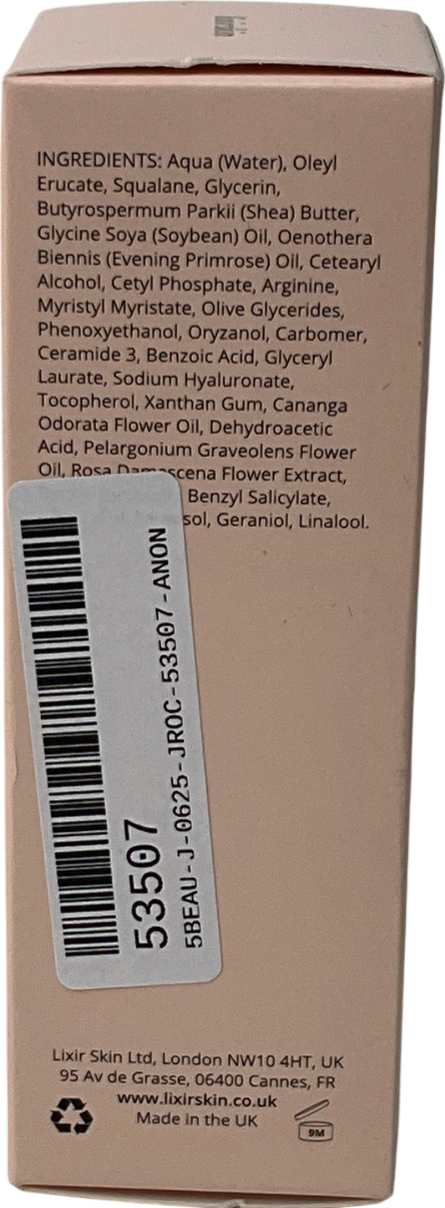 INGREDIENTS: Aqua (Water), Oleyl
Erucate, Squalane, Glycerin,
Butyrospermum Parkii (Shea) Butter,
Glycine Soya (Soybean) Oil, Oenothera
Biennis (Evening Primrose) Oil, Cetearyl
Alcohol, Cetyl Phosphate, Arginine,
Myristyl Myristate, Olive Glycerides,
Phenoxyethanol, Oryzanol, Carbomer,
Ceramide 3, Benzoic Acid, Glyceryl
Laurate, Sodium Hyaluronate,
Tocopherol, Xanthan Gum, Cananga
Odorata Flower Oil, Dehydroacetic
Acid, Pelargonium Graveolens Flower
Oil, Rosa Damascena Flower Extract,
Benzyl Salicylate,
sol, Geraniol, Linalool.
53507
5BEAU-J-0625-JROC-53507-ANON
Lixir Skin Ltd, London NW10 4HT, UK
95 Av de Grasse, 06400 Cannes, FR
www.lixirskin.co.uk
Made in the UK
9M